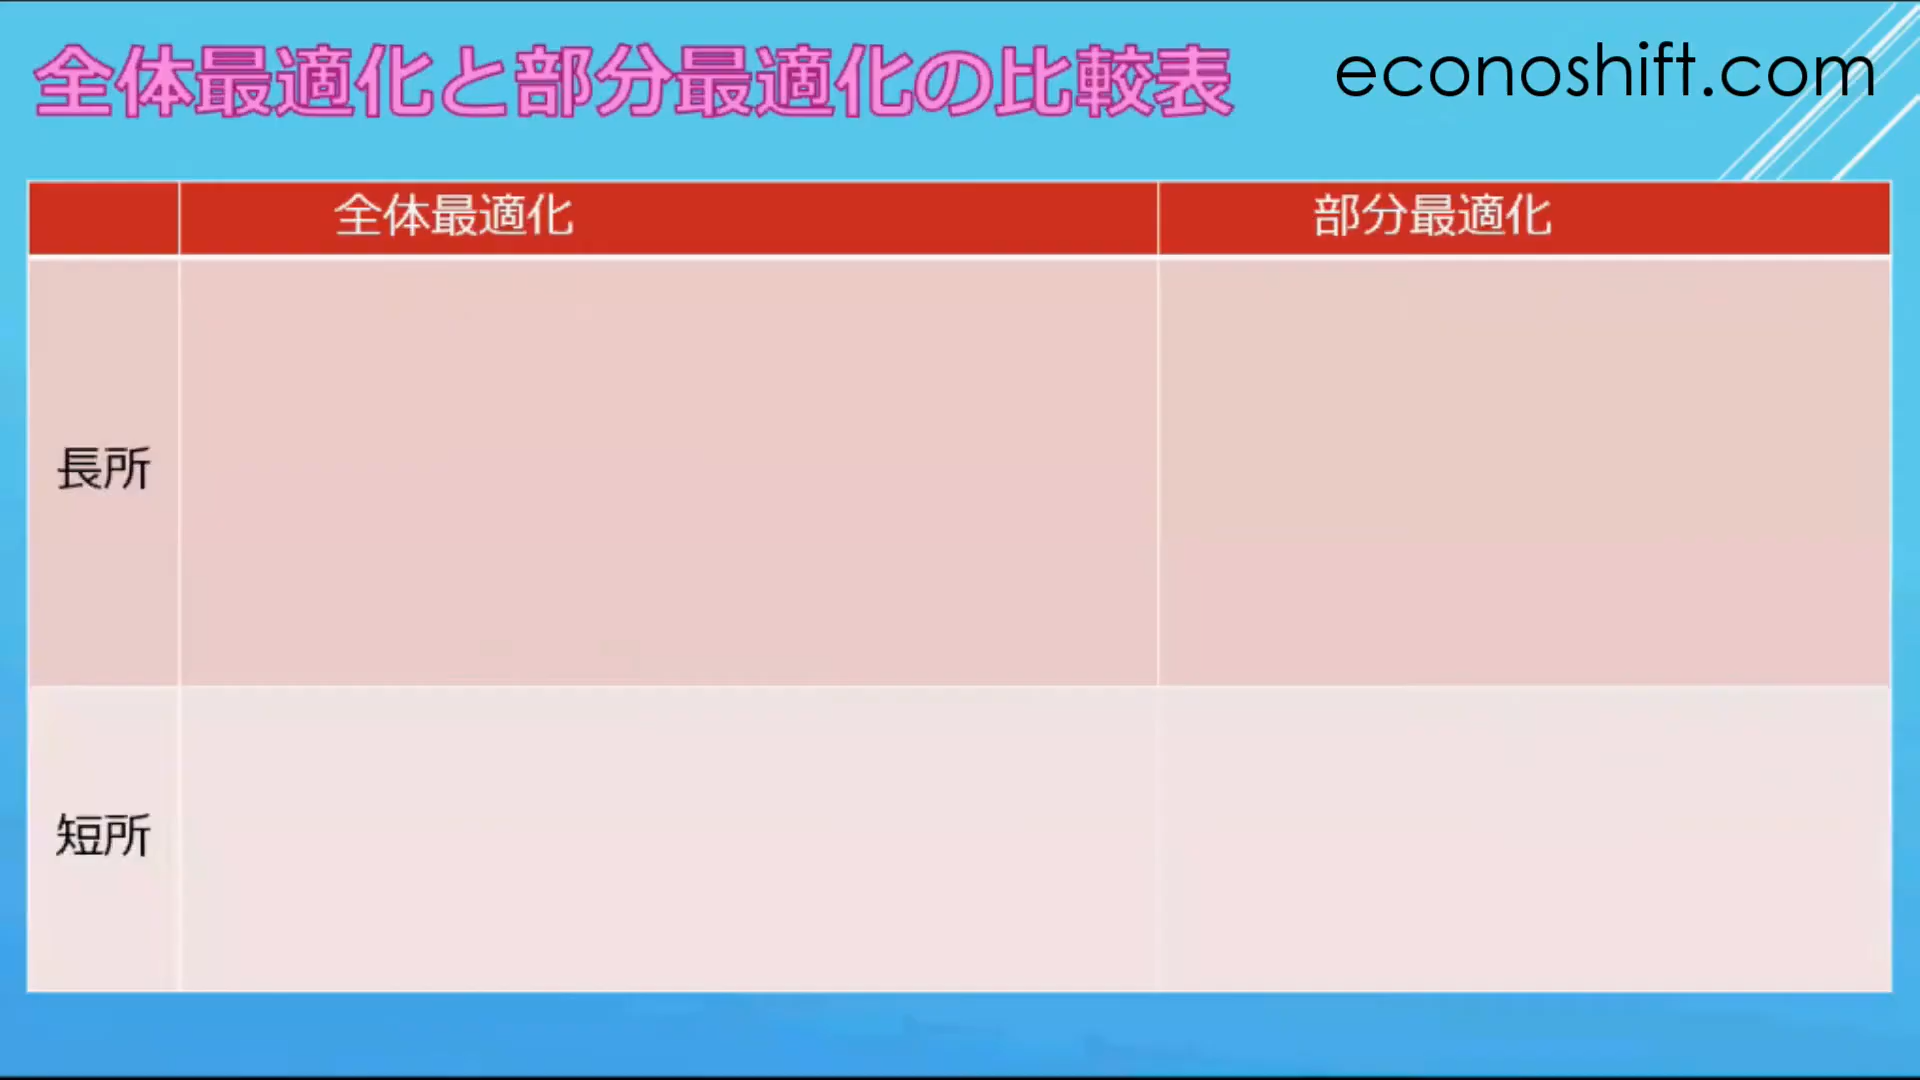 全体最適化と部分最適化の比較表
econoshift.com
全体最適化
部分最適化
長所
短所